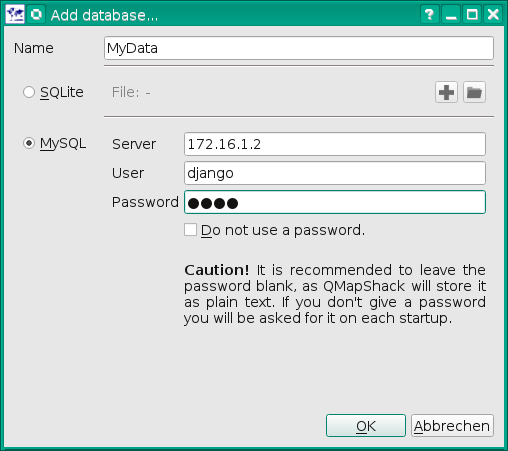 Add database...
Name MyData
SQLite File: -
MySQL Server 172.16.1.2
User django
Password ●●●●
Do not use a password.
Caution! It is recommended to leave the
password blank, as QMapShack will store it
as plain text. If you don't give a password
you will be asked for it on each startup.
OK Abbrechen